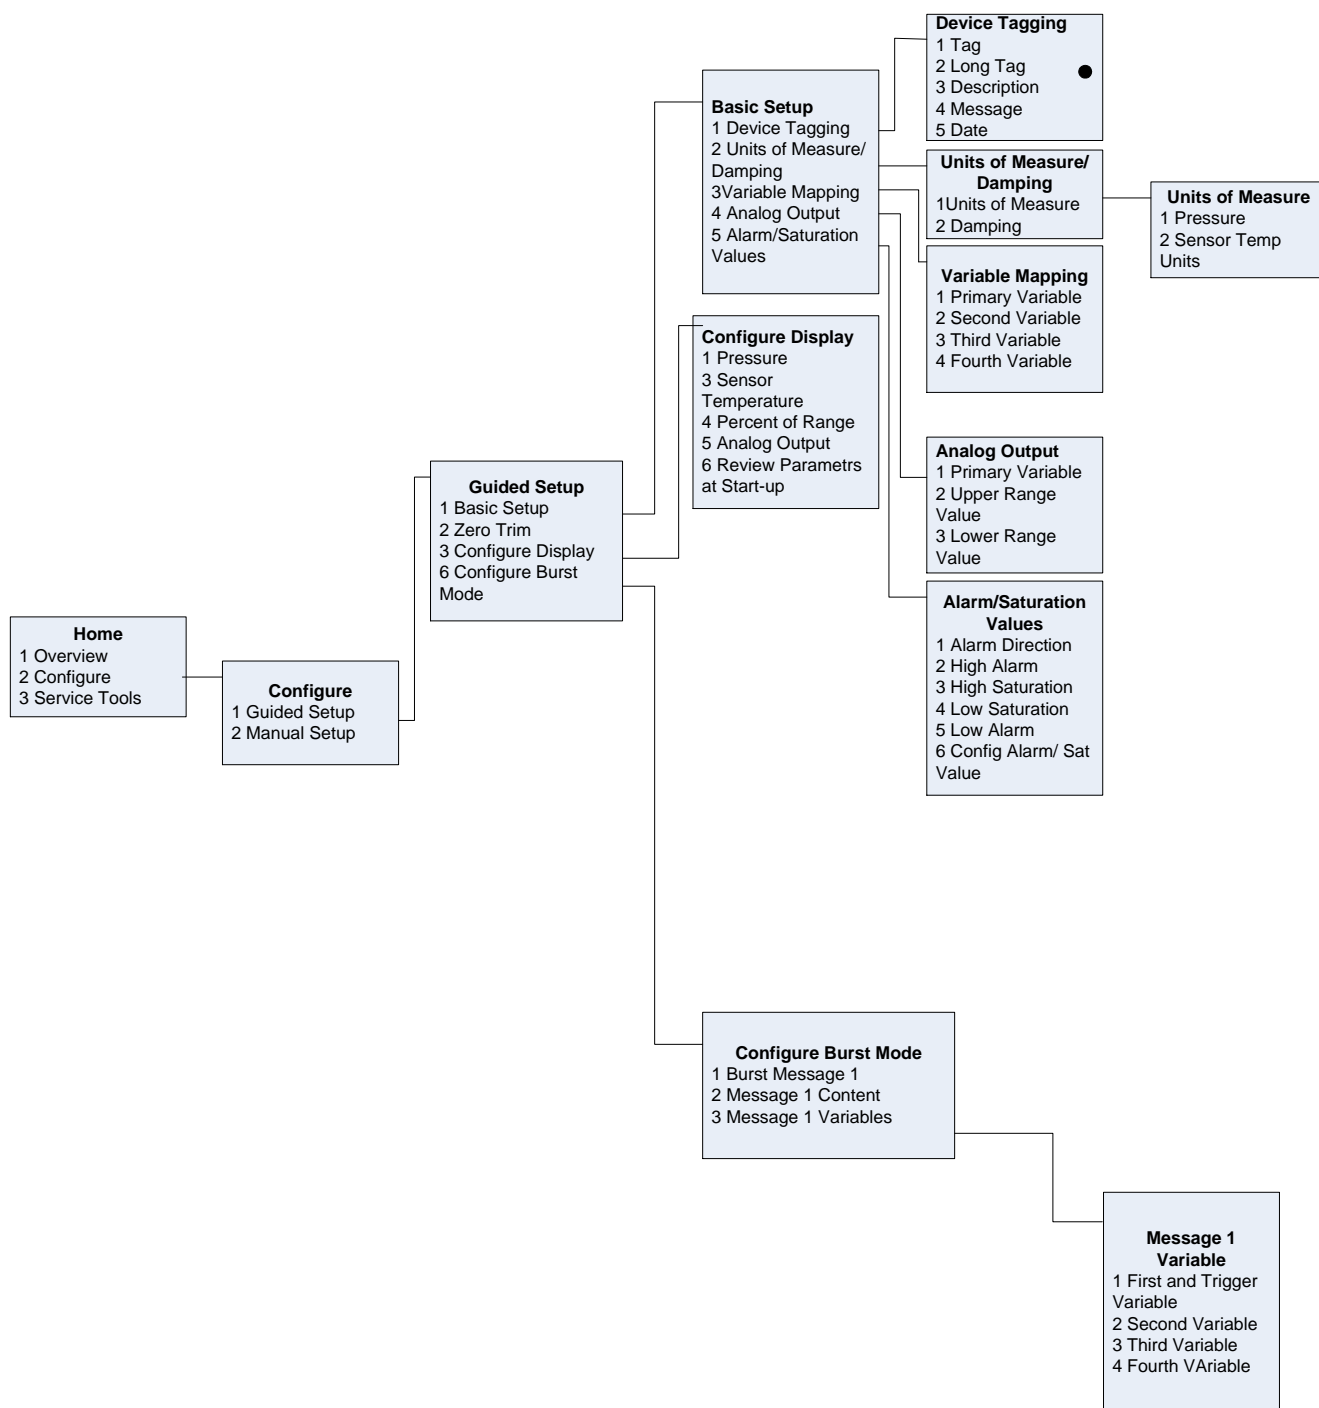 Device Tagging
1 Tag
2 Long Tag
3 Description
4 Message
5 Date
Basic Setup
1 Device Tagging
2 Units of Measure/
Damping
3Variable Mapping
4 Analog Output
5 Alarm/Saturation
Values
Units of Measure/
Damping
1Units of Measure
2 Damping
Units of Measure
1 Pressure
2 Sensor Temp
Units
Variable Mapping
1 Primary Variable
2 Second Variable
3 Third Variable
4 Fourth Variable
Configure Display
1 Pressure
3 Sensor
Temperature
4 Percent of Range
5 Analog Output
6 Review Parametrs
at Start-up
Analog Output
1 Primary Variable
2 Upper Range
Value
3 Lower Range
Value
Guided Setup
1 Basic Setup
2 Zero Trim
3 Configure Display
6 Configure Burst
Mode
Alarm/Saturation
Values
1 Alarm Direction
2 High Alarm
3 High Saturation
4 Low Saturation
5 Low Alarm
6 Config Alarm/ Sat
Value
Home
1 Overview
2 Configure
3 Service Tools
Configure
1 Guided Setup
2 Manual Setup
Configure Burst Mode
1 Burst Message 1
2 Message 1 Content
3 Message 1 Variables
Message 1
Variable
1 First and Trigger
Variable
2 Second Variable
3 Third Variable
4 Fourth VAriable